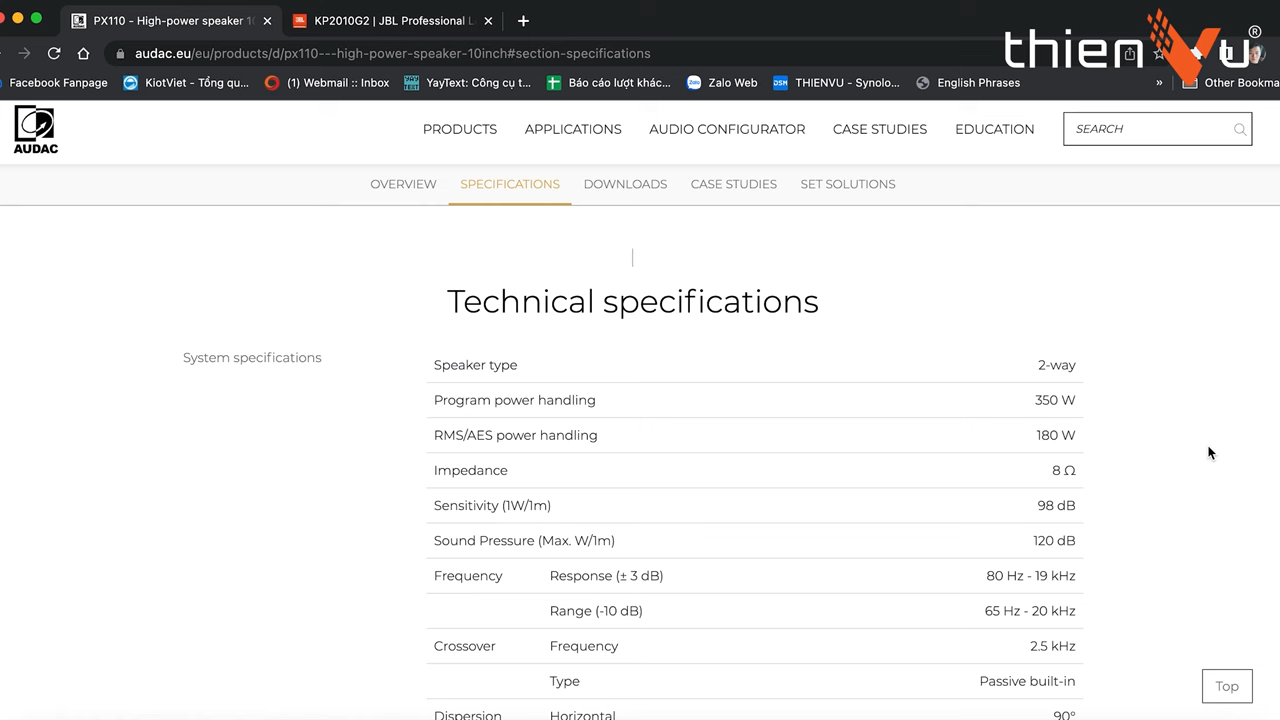 PX110 - High-power speaker 1
KP2010G2 | JBL Professional L
thienVu®
audac.eu/eu/products/d/px110---high-power-speaker-10inch#section-specifications
Facebook Fanpage
KiotViet - Tổng qu...
(1) Webmail :: Inbox
YayText: Công cụ t...
Báo cáo lượt khác...
Zalo Web
THIENVU - Synolo...
English Phrases
»
Other Bookma
AUDAC
PRODUCTS APPLICATIONS AUDIO CONFIGURATOR CASE STUDIES EDUCATION
SEARCH
OVERVIEW SPECIFICATIONS DOWNLOADS CASE STUDIES SET SOLUTIONS
Technical specifications
System specifications
Speaker type 2-way
Program power handling 350 W
RMS/AES power handling 180 W
Impedance 8 Ω
Sensitivity (1W/1m) 98 dB
Sound Pressure (Max. W/1m) 120 dB
Frequency Response (± 3 dB) 80 Hz - 19 kHz
Range (-10 dB) 65 Hz - 20 kHz
Crossover Frequency 2.5 kHz
Type Passive built-in
Dispersion Horizontal 90°
Top